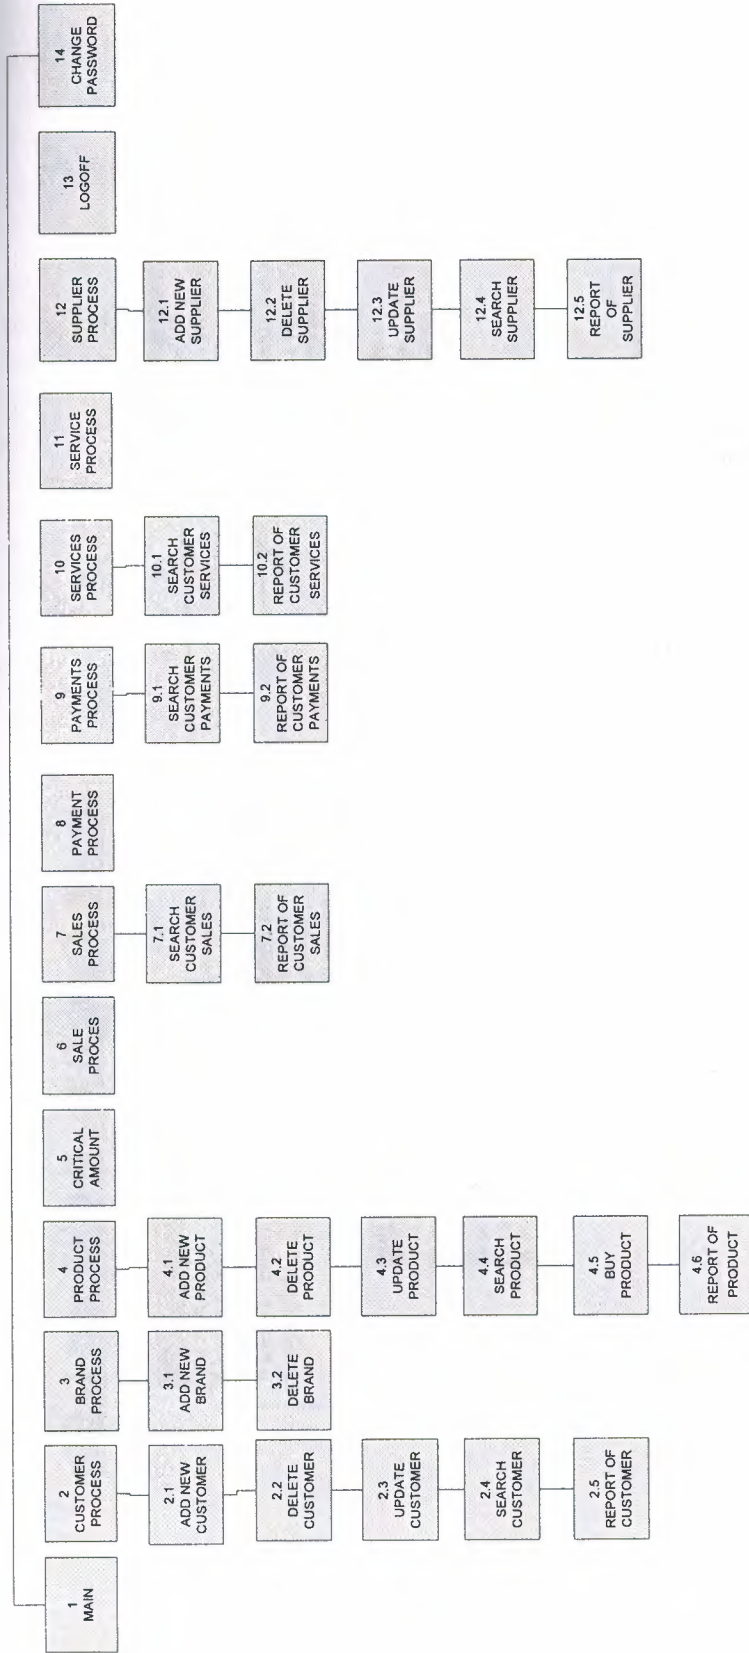 1
MAIN
2
CUSTOMER
PROCESS
2.1
ADD NEW
CUSTOMER
2.2
DELETE
CUSTOMER
2.3
UPDATE
CUSTOMER
2.4
SEARCH
CUSTOMER
2.5
REPORT OF
CUSTOMER
3
BRAND
PROCESS
3.1
ADD NEW
BRAND
3.2
DELETE
BRAND
4
PRODUCT
PROCESS
4.1
ADD NEW
PRODUCT
4.2
DELETE
PRODUCT
4.3
UPDATE
PRODUCT
4.4
SEARCH
PRODUCT
4.5
BUY
PRODUCT
4.6
REPORT OF
PRODUCT
5
CRITICAL
AMOUNT
6
SALE
PROCES
7
SALES
PROCESS
7.1
SEARCH
CUSTOMER
SALES
7.2
REPORT OF
CUSTOMER
SALES
8
PAYMENT
PROCESS
9
PAYMENTS
PROCESS
9.1
SEARCH
CUSTOMER
PAYMENTS
9.2
REPORT OF
CUSTOMER
PAYMENTS
10
SERVICES
PROCESS
10.1
SEARCH
CUSTOMER
SERVICES
10.2
REPORT OF
CUSTOMER
SERVICES
11
SERVICE
PROCESS
12
SUPPLIER
PROCESS
12.1
ADD NEW
SUPPLIER
12.2
DELETE
SUPPLIER
12.3
UPDATE
SUPPLIER
12.4
SEARCH
SUPPLIER
12.5
REPORT
OF
SUPPLIER
13
LOGOFF
14
CHANGE
PASSWORD